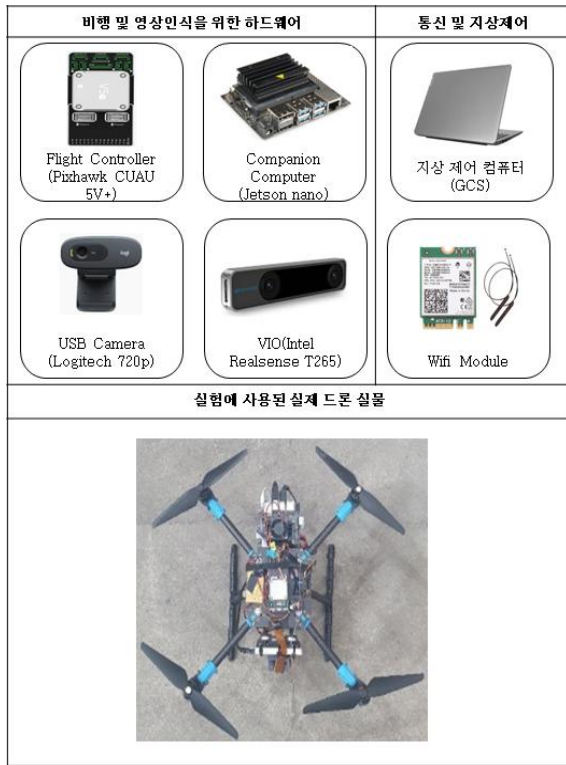 비행 및 영상인식을 위한 하드웨어
통신 및 지상제어
Flight Controller
(Pixhawk CUAU
5V+)
Companion
Computer
(Jetson nano)
지상 제어 컴퓨터
(GCS)
logi
USB Camera
(Logitech 720p)
VIO(Intel
Realsense T265)
Wifi Module
실험에 사용된 실제 드론 실물